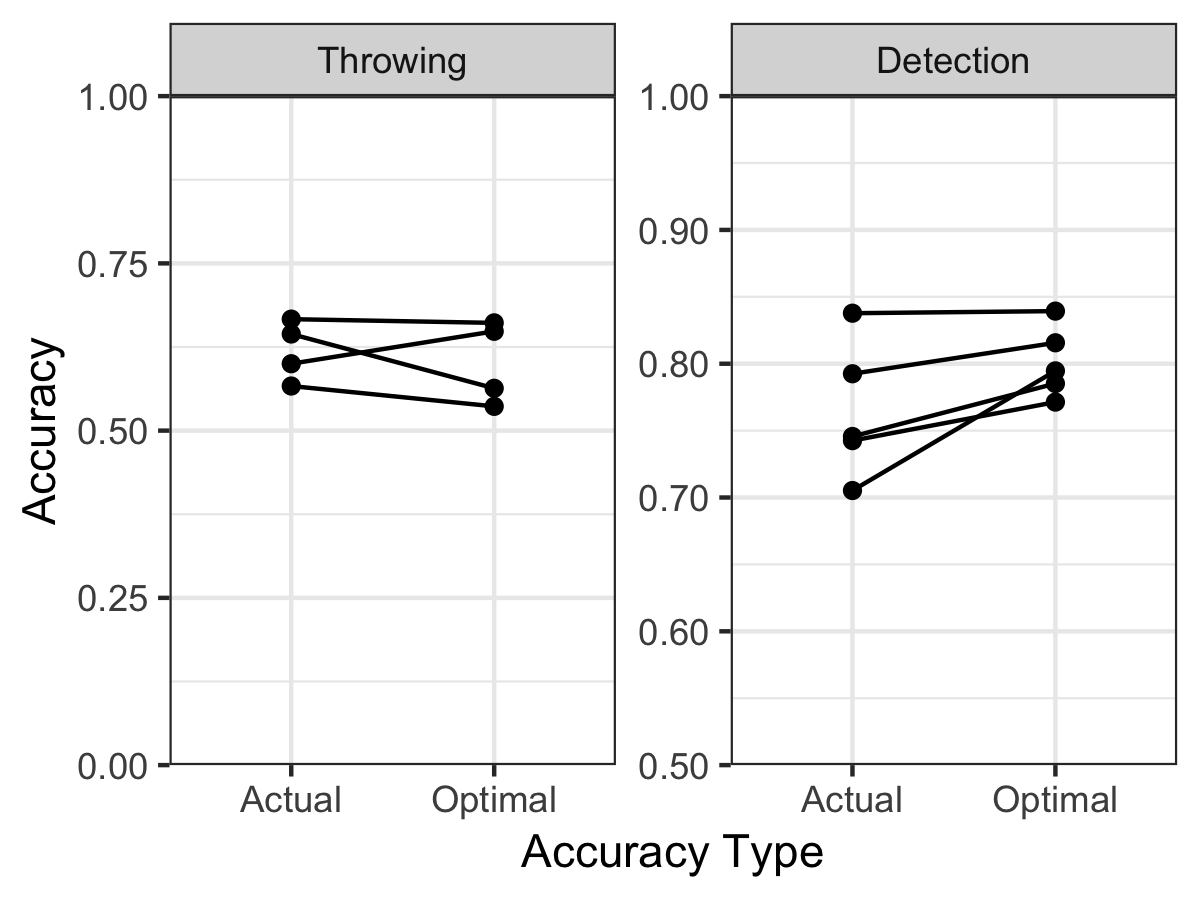 Throwing
Detection
1.00
0.75
0.50
0.25
0.00
1.00
0.90
0.80
0.70
0.60
0.50
Accuracy
Actual
Optimal
Actual
Optimal
Accuracy Type